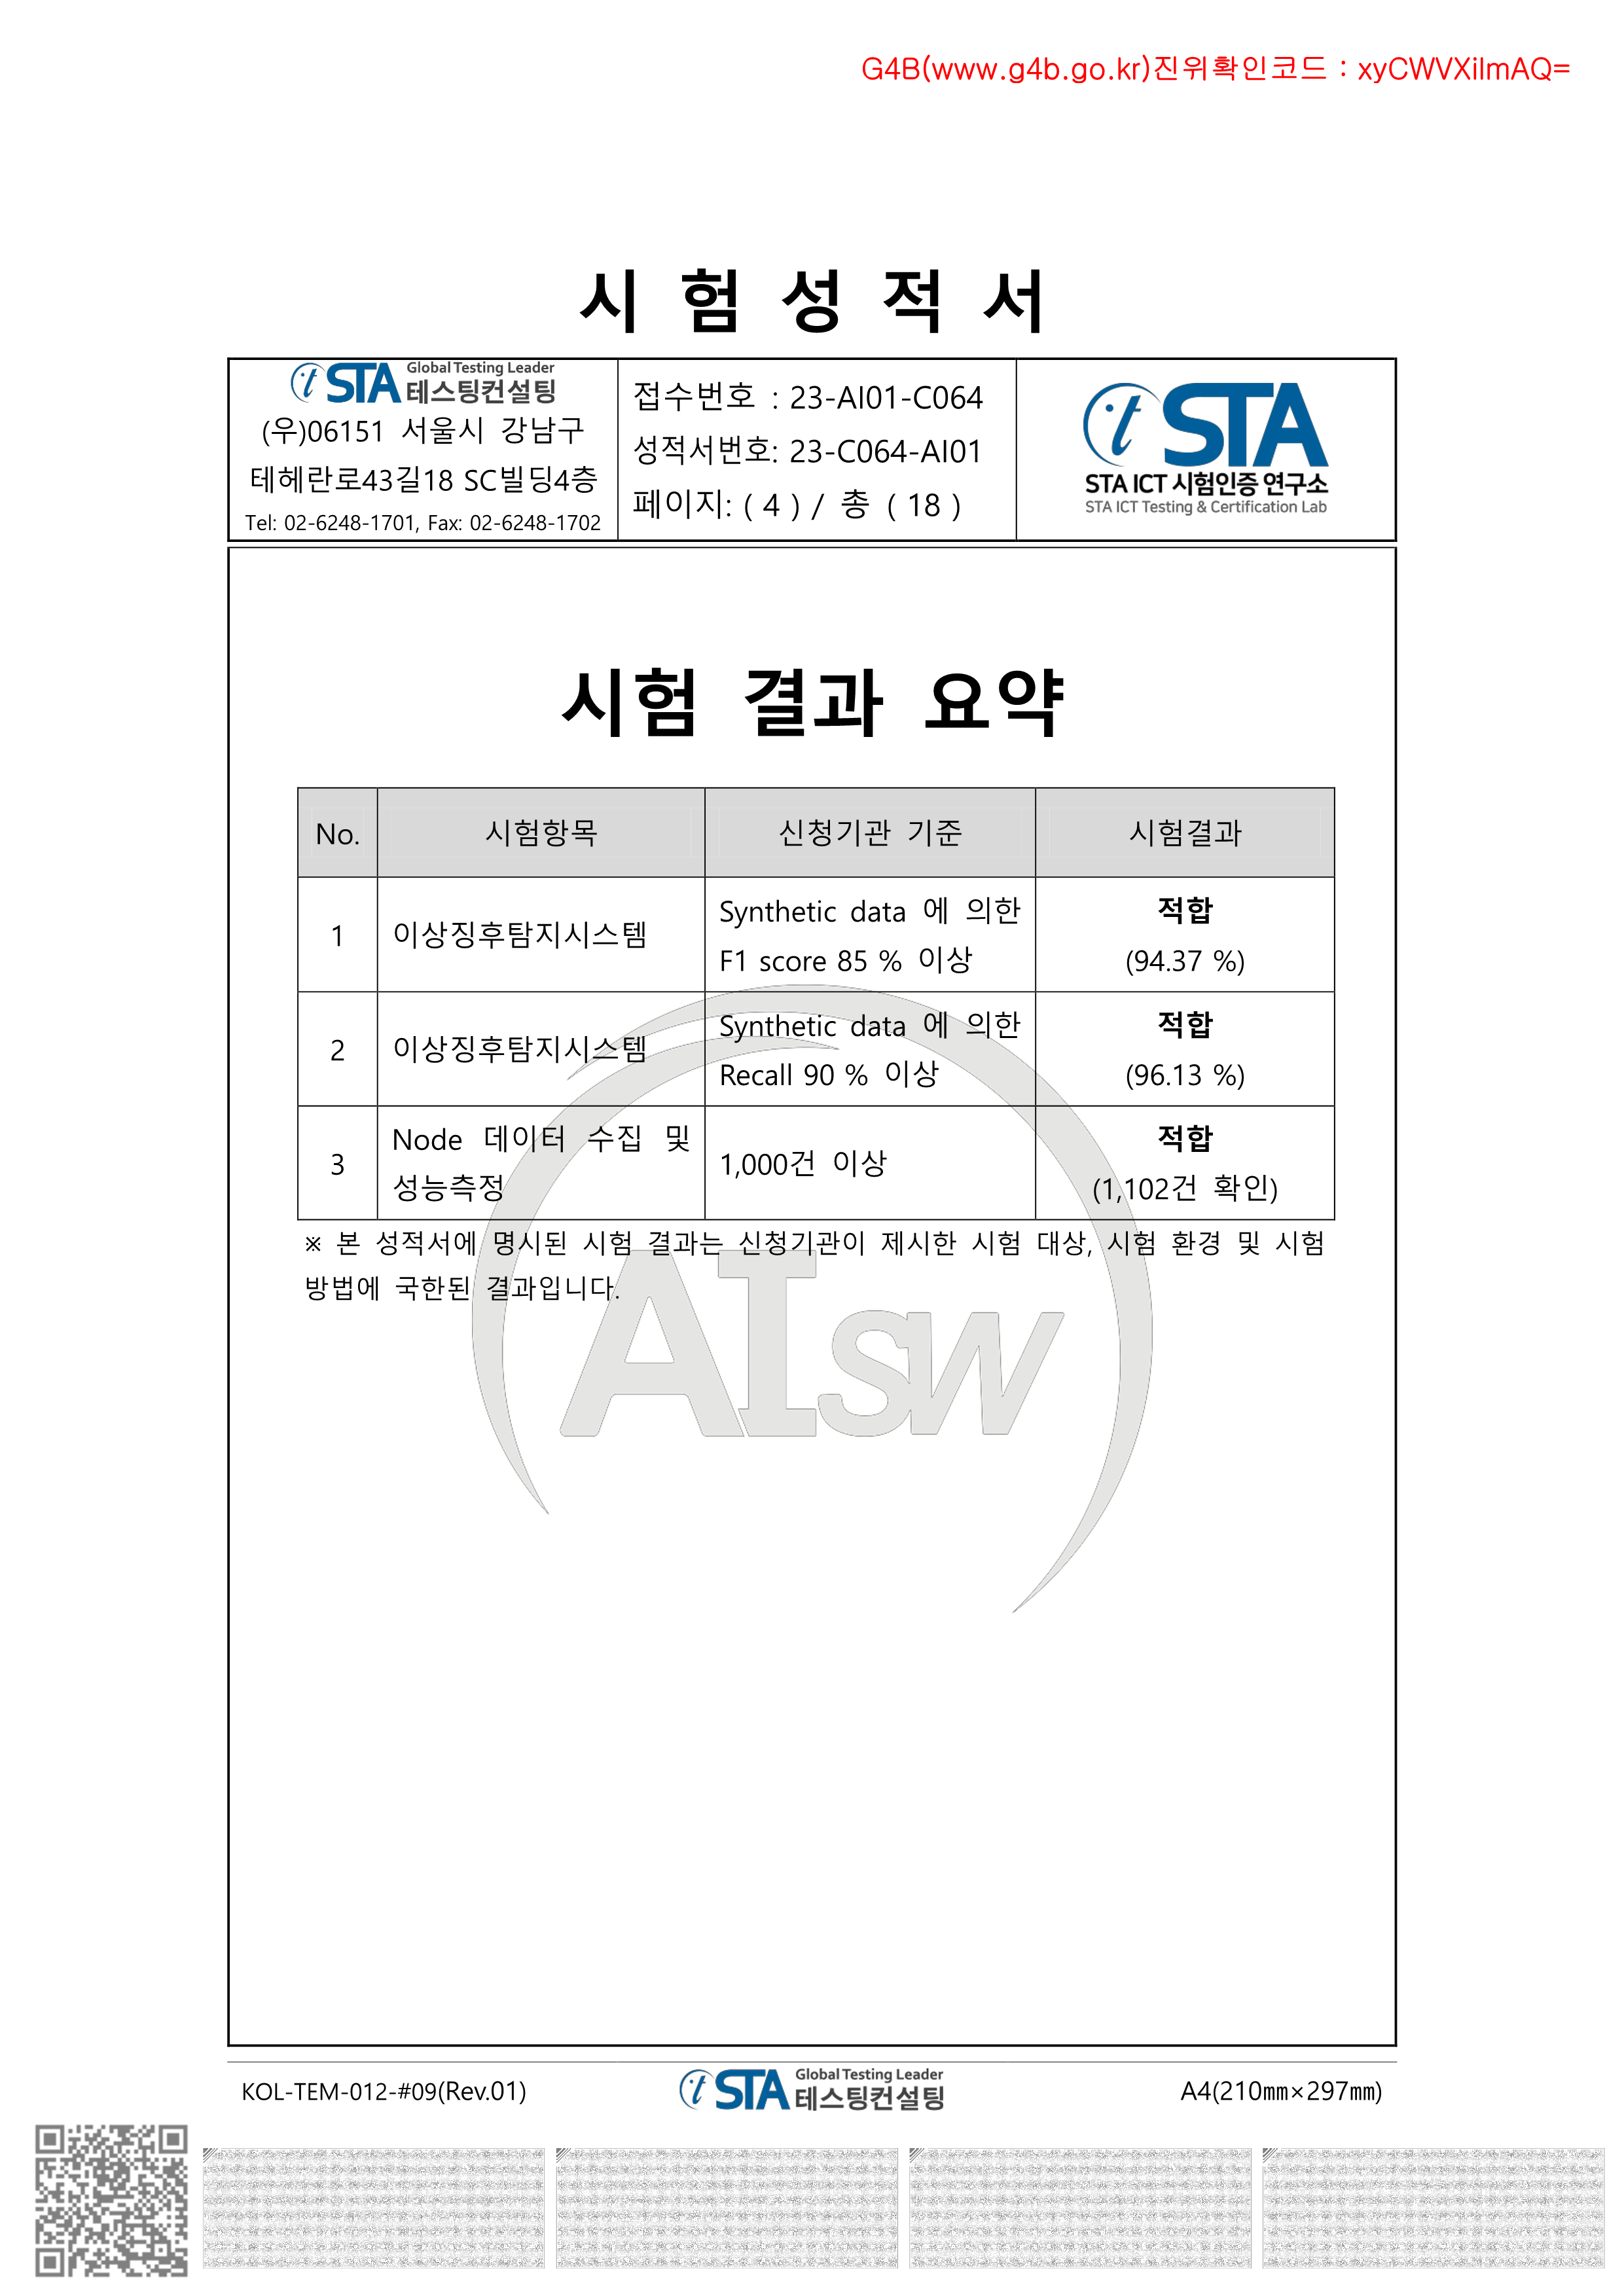 G4B(www.g4b.go.kr)진위확인코드 : xyCWVXiImAQ=
시 험 성 적 서
t STA Global Testing Leader
테스팅컨설팅
(우)06151 서울시 강남구
테헤란로43길18 SC빌딩4층
Tel: 02-6248-1701, Fax: 02-6248-1702
접수번호 : 23-AI01-C064
성적서번호: 23-C064-AI01
페이지: ( 4 ) / 총 ( 18 )
t STA
STA ICT 시험인증 연구소
STA ICT Testing & Certification Lab
시험 결과 요약
No. 시험항목 신청기관 기준 시험결과
1 이상징후탐지시스템 Synthetic data 에 의한 F1 score 85 % 이상 적합 (94.37 %)
2 이상징후탐지시스템 Synthetic data 에 의한 Recall 90 % 이상 적합 (96.13 %)
3 Node 데이터 수집 및 성능측정 1,000건 이상 적합 (1,102건 확인)
※ 본 성적서에 명시된 시험 결과는 신청기관이 제시한 시험 대상, 시험 환경 및 시험
방법에 국한된 결과입니다.
AISW
KOL-TEM-012-#09(Rev.01)
t STA Global Testing Leader
테스팅컨설팅
A4(210㎜×297㎜)